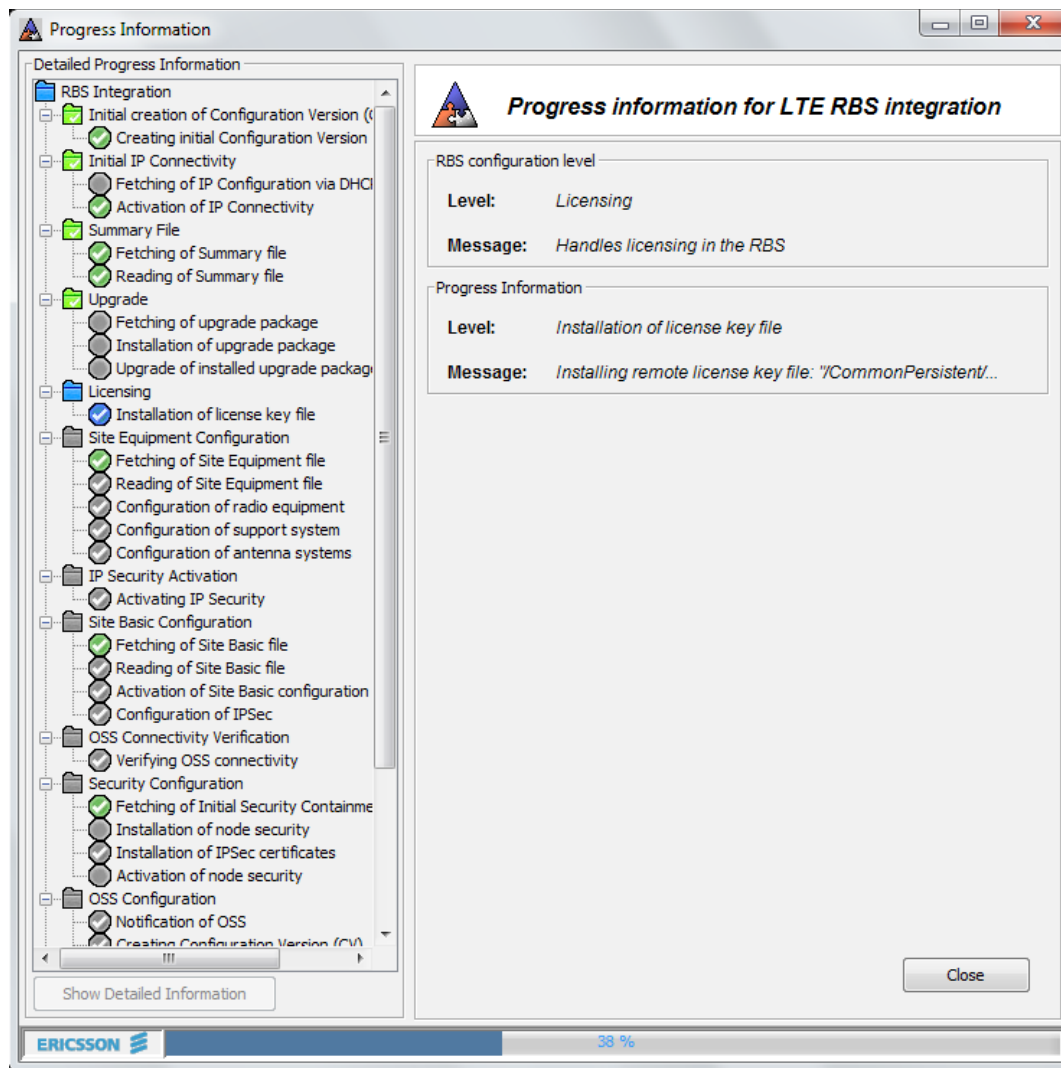 Progress Information
Detailed Progress Information
RBS Integration
Initial creation of Configuration Version (
Creating initial Configuration Version
Initial IP Connectivity
Fetching of IP Configuration via DHC
Activation of IP Connectivity
Summary File
Fetching of Summary file
Reading of Summary file
Upgrade
Fetching of upgrade package
Installation of upgrade package
Upgrade of installed upgrade packag
Licensing
Installation of license key file
Site Equipment Configuration
Fetching of Site Equipment file
Reading of Site Equipment file
Configuration of radio equipment
Configuration of support system
Configuration of antenna systems
IP Security Activation
Activating IP Security
Site Basic Configuration
Fetching of Site Basic file
Reading of Site Basic file
Activation of Site Basic configuration
Configuration of IPSec
OSS Connectivity Verification
Verifying OSS connectivity
Security Configuration
Fetching of Initial Security Containme
Installation of node security
Installation of IPSec certificates
Activation of node security
OSS Configuration
Notification of OSS
Creating Configuration Version (CV)
Show Detailed Information
Progress information for LTE RBS integration
RBS configuration level
Level: Licensing
Message: Handles licensing in the RBS
Progress Information
Level: Installation of license key file
Message: Installing remote license key file: "/CommonPersistent/...
Close
ERICSSON
38 %